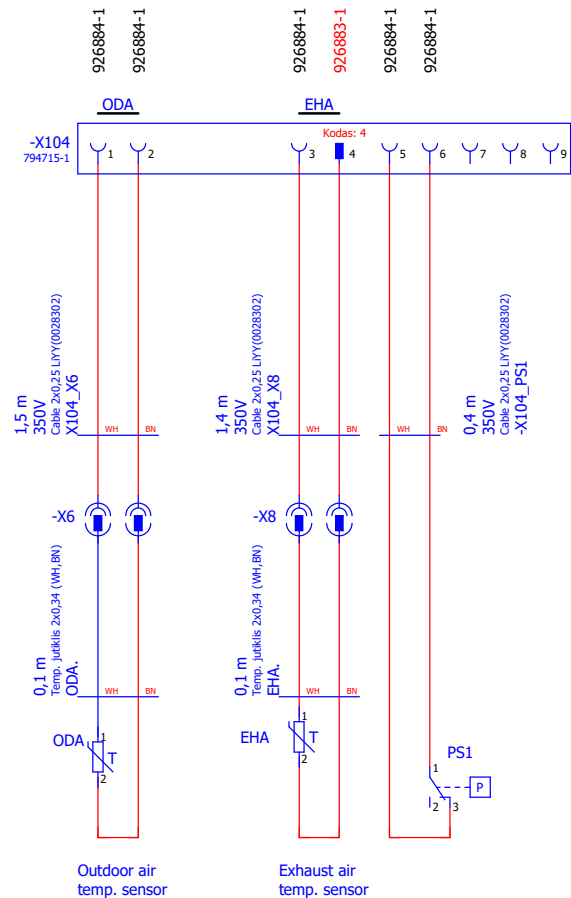 926884-1
926884-1
926884-1
926883-1
926884-1
926884-1
ODA
EHA
-X104
794715-1
Kodas: 4
1
2
3
4
5
6
7
8
9
1,5 m
350V
Cable 2x0,25 LiYY(0028302)
X104_X6
1,4 m
350V
Cable 2x0,25 LiYY(0028302)
X104_X8
0,4 m
350V
Cable 2x0,25 LiYY(0028302)
-X104_PS1
WH
BN
WH
BN
WH
BN
-X6
-X8
0,1 m
Temp. jutiklis 2x0,34 (WH,BN)
ODA.
0,1 m
Temp. jutiklis 2x0,34 (WH,BN)
EHA.
WH
BN
WH
BN
ODA
1
T
2
EHA
1
T
2
PS1
1
P
2
3
Outdoor air
temp. sensor
Exhaust air
temp. sensor